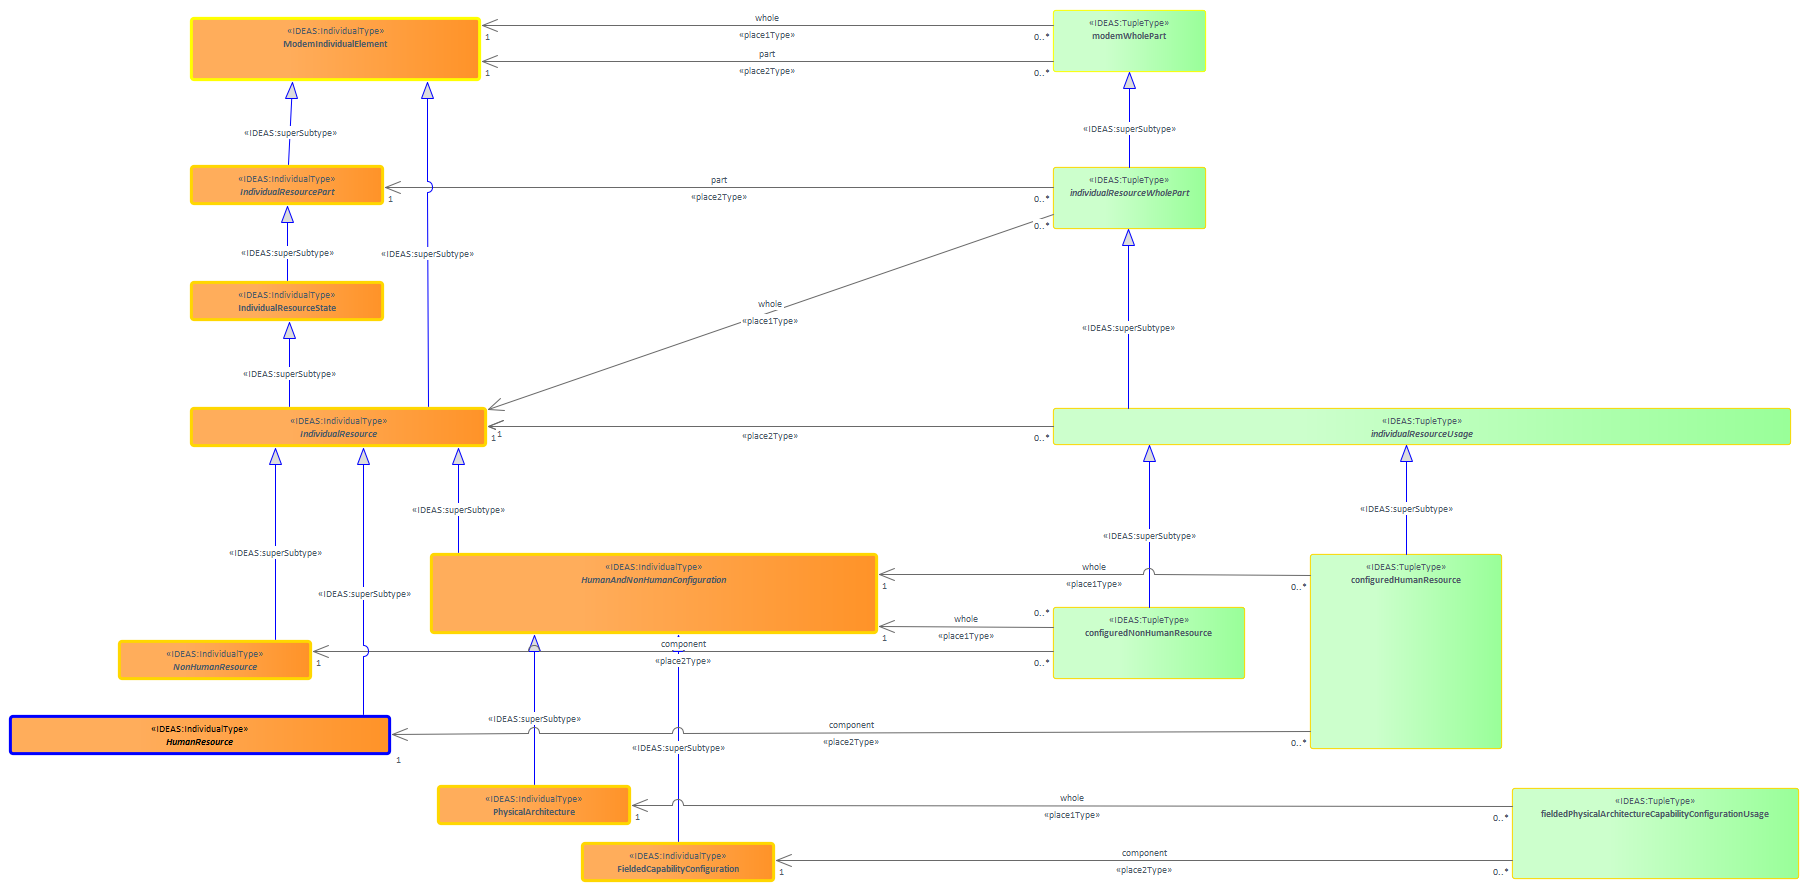 «IDEAS:IndividualType»
ModemIndividualElement
whole
«place1Type»
1
0..*
part
«place2Type»
1
0..*
«IDEAS:TupleType»
modemWholePart
«IDEAS:superSubtype»
«IDEAS:superSubtype»
«IDEAS:IndividualType»
IndividualResourcePart
part
«place2Type»
1
0..*
0..*
«IDEAS:TupleType»
individualResourceWholePart
«IDEAS:superSubtype»
«IDEAS:superSubtype»
«IDEAS:IndividualType»
IndividualResourceState
whole
«place1Type»
«IDEAS:superSubtype»
«IDEAS:superSubtype»
«IDEAS:IndividualType»
IndividualResource
1
1
«place2Type»
0..*
«IDEAS:TupleType»
individualResourceUsage
«IDEAS:superSubtype»
«IDEAS:superSubtype»
«IDEAS:superSubtype»
«IDEAS:superSubtype»
«IDEAS:superSubtype»
«IDEAS:IndividualType»
HumanAndNonHumanConfiguration
whole
«place1Type»
1
0..*
«IDEAS:TupleType»
configuredHumanResource
whole
«place1Type»
1
0..*
«IDEAS:TupleType»
configuredNonHumanResource
«IDEAS:IndividualType»
NonHumanResource
1
component
«place2Type»
0..*
«IDEAS:IndividualType»
HumanResource
1
component
«place2Type»
0..*
«IDEAS:superSubtype»
«IDEAS:superSubtype»
«IDEAS:IndividualType»
PhysicalArchitecture
1
whole
«place1Type»
0..*
«IDEAS:TupleType»
fieldedPhysicalArchitectureCapabilityConfigurationUsage
«IDEAS:IndividualType»
FieldedCapabilityConfiguration
1
component
«place2Type»
0..*